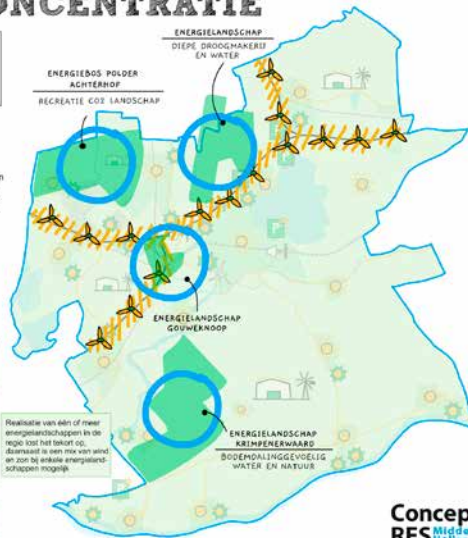 ENERGIELANDSCHAP
DIEPE DROOGMAKERIJ
EN WATER
ENERGIEBOS POLDER
ACHTERHOF
RECREATIE CO2 LANDSCHAP
ENERGIELANDSCHAP
GOUWEKNOOP
ENERGIELANDSCHAP
KRIMPENERWAARD
BODEMDALINGGEVOELIG
WATER EN NATUUR
Realisatie van één of meer
energielandschappen in de
regio lost het tekort op,
daarnaast is een mix van wind
en zon bij enkele energieland-
schappen mogelijk
Concep
RES Midde